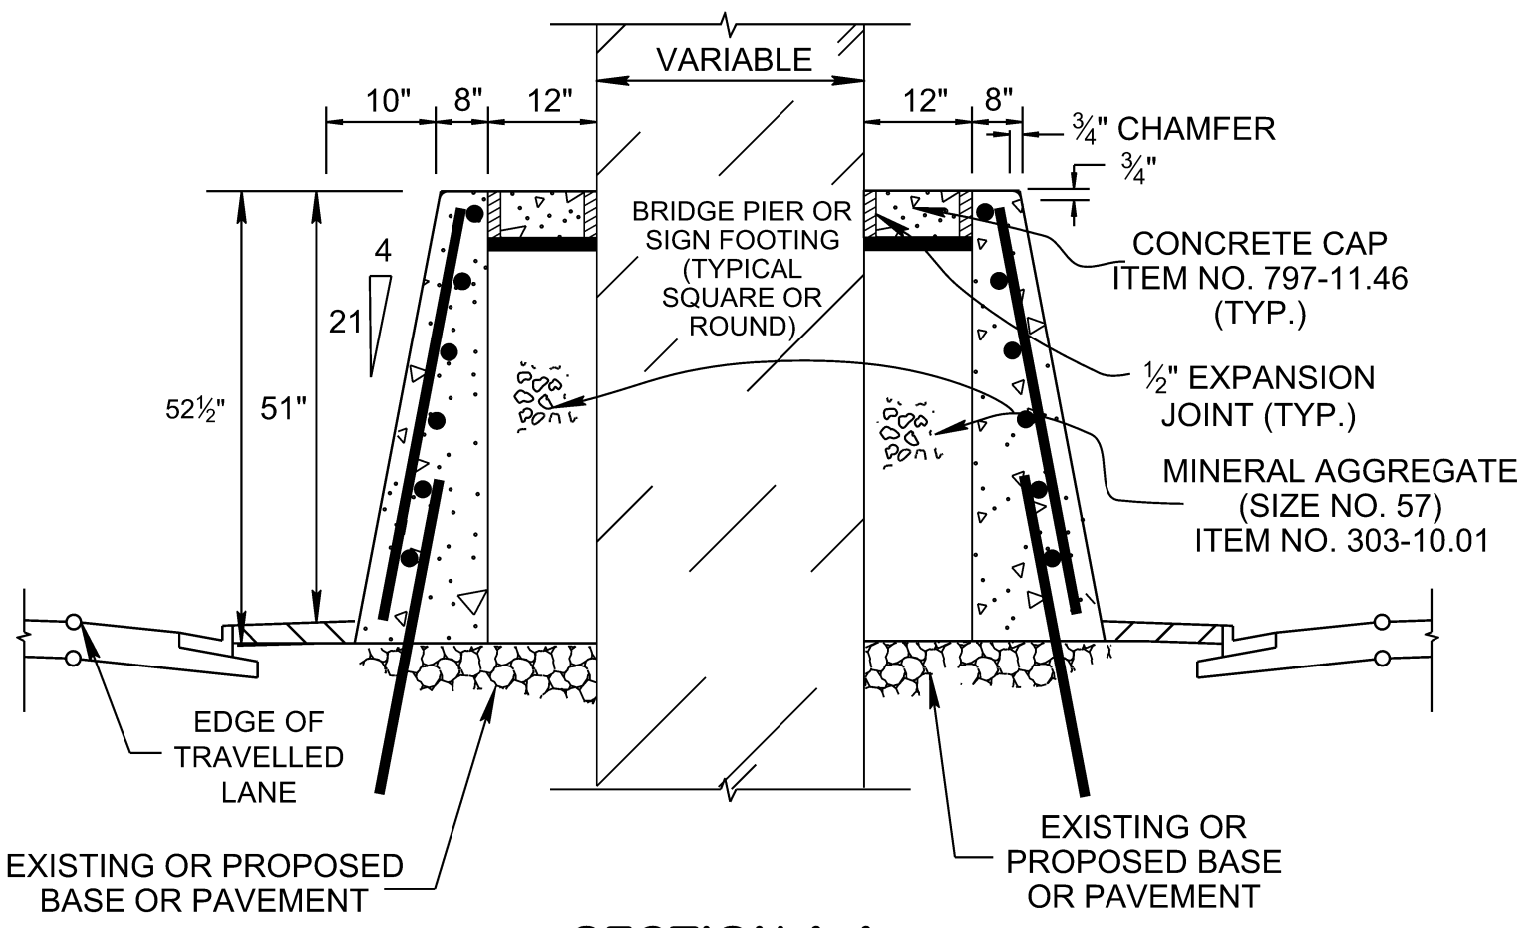 VARIABLE
10" 8" 12" 12" 8"
¾" CHAMFER
¾"
BRIDGE PIER OR
SIGN FOOTING
(TYPICAL
SQUARE OR
ROUND)
CONCRETE CAP
ITEM NO. 797-11.46
(TYP.)
4
21
52½" 51"
½" EXPANSION
JOINT (TYP.)
MINERAL AGGREGATE
(SIZE NO. 57)
ITEM NO. 303-10.01
EDGE OF
TRAVELLED
LANE
EXISTING OR PROPOSED
BASE OR PAVEMENT
EXISTING OR
PROPOSED BASE
OR PAVEMENT